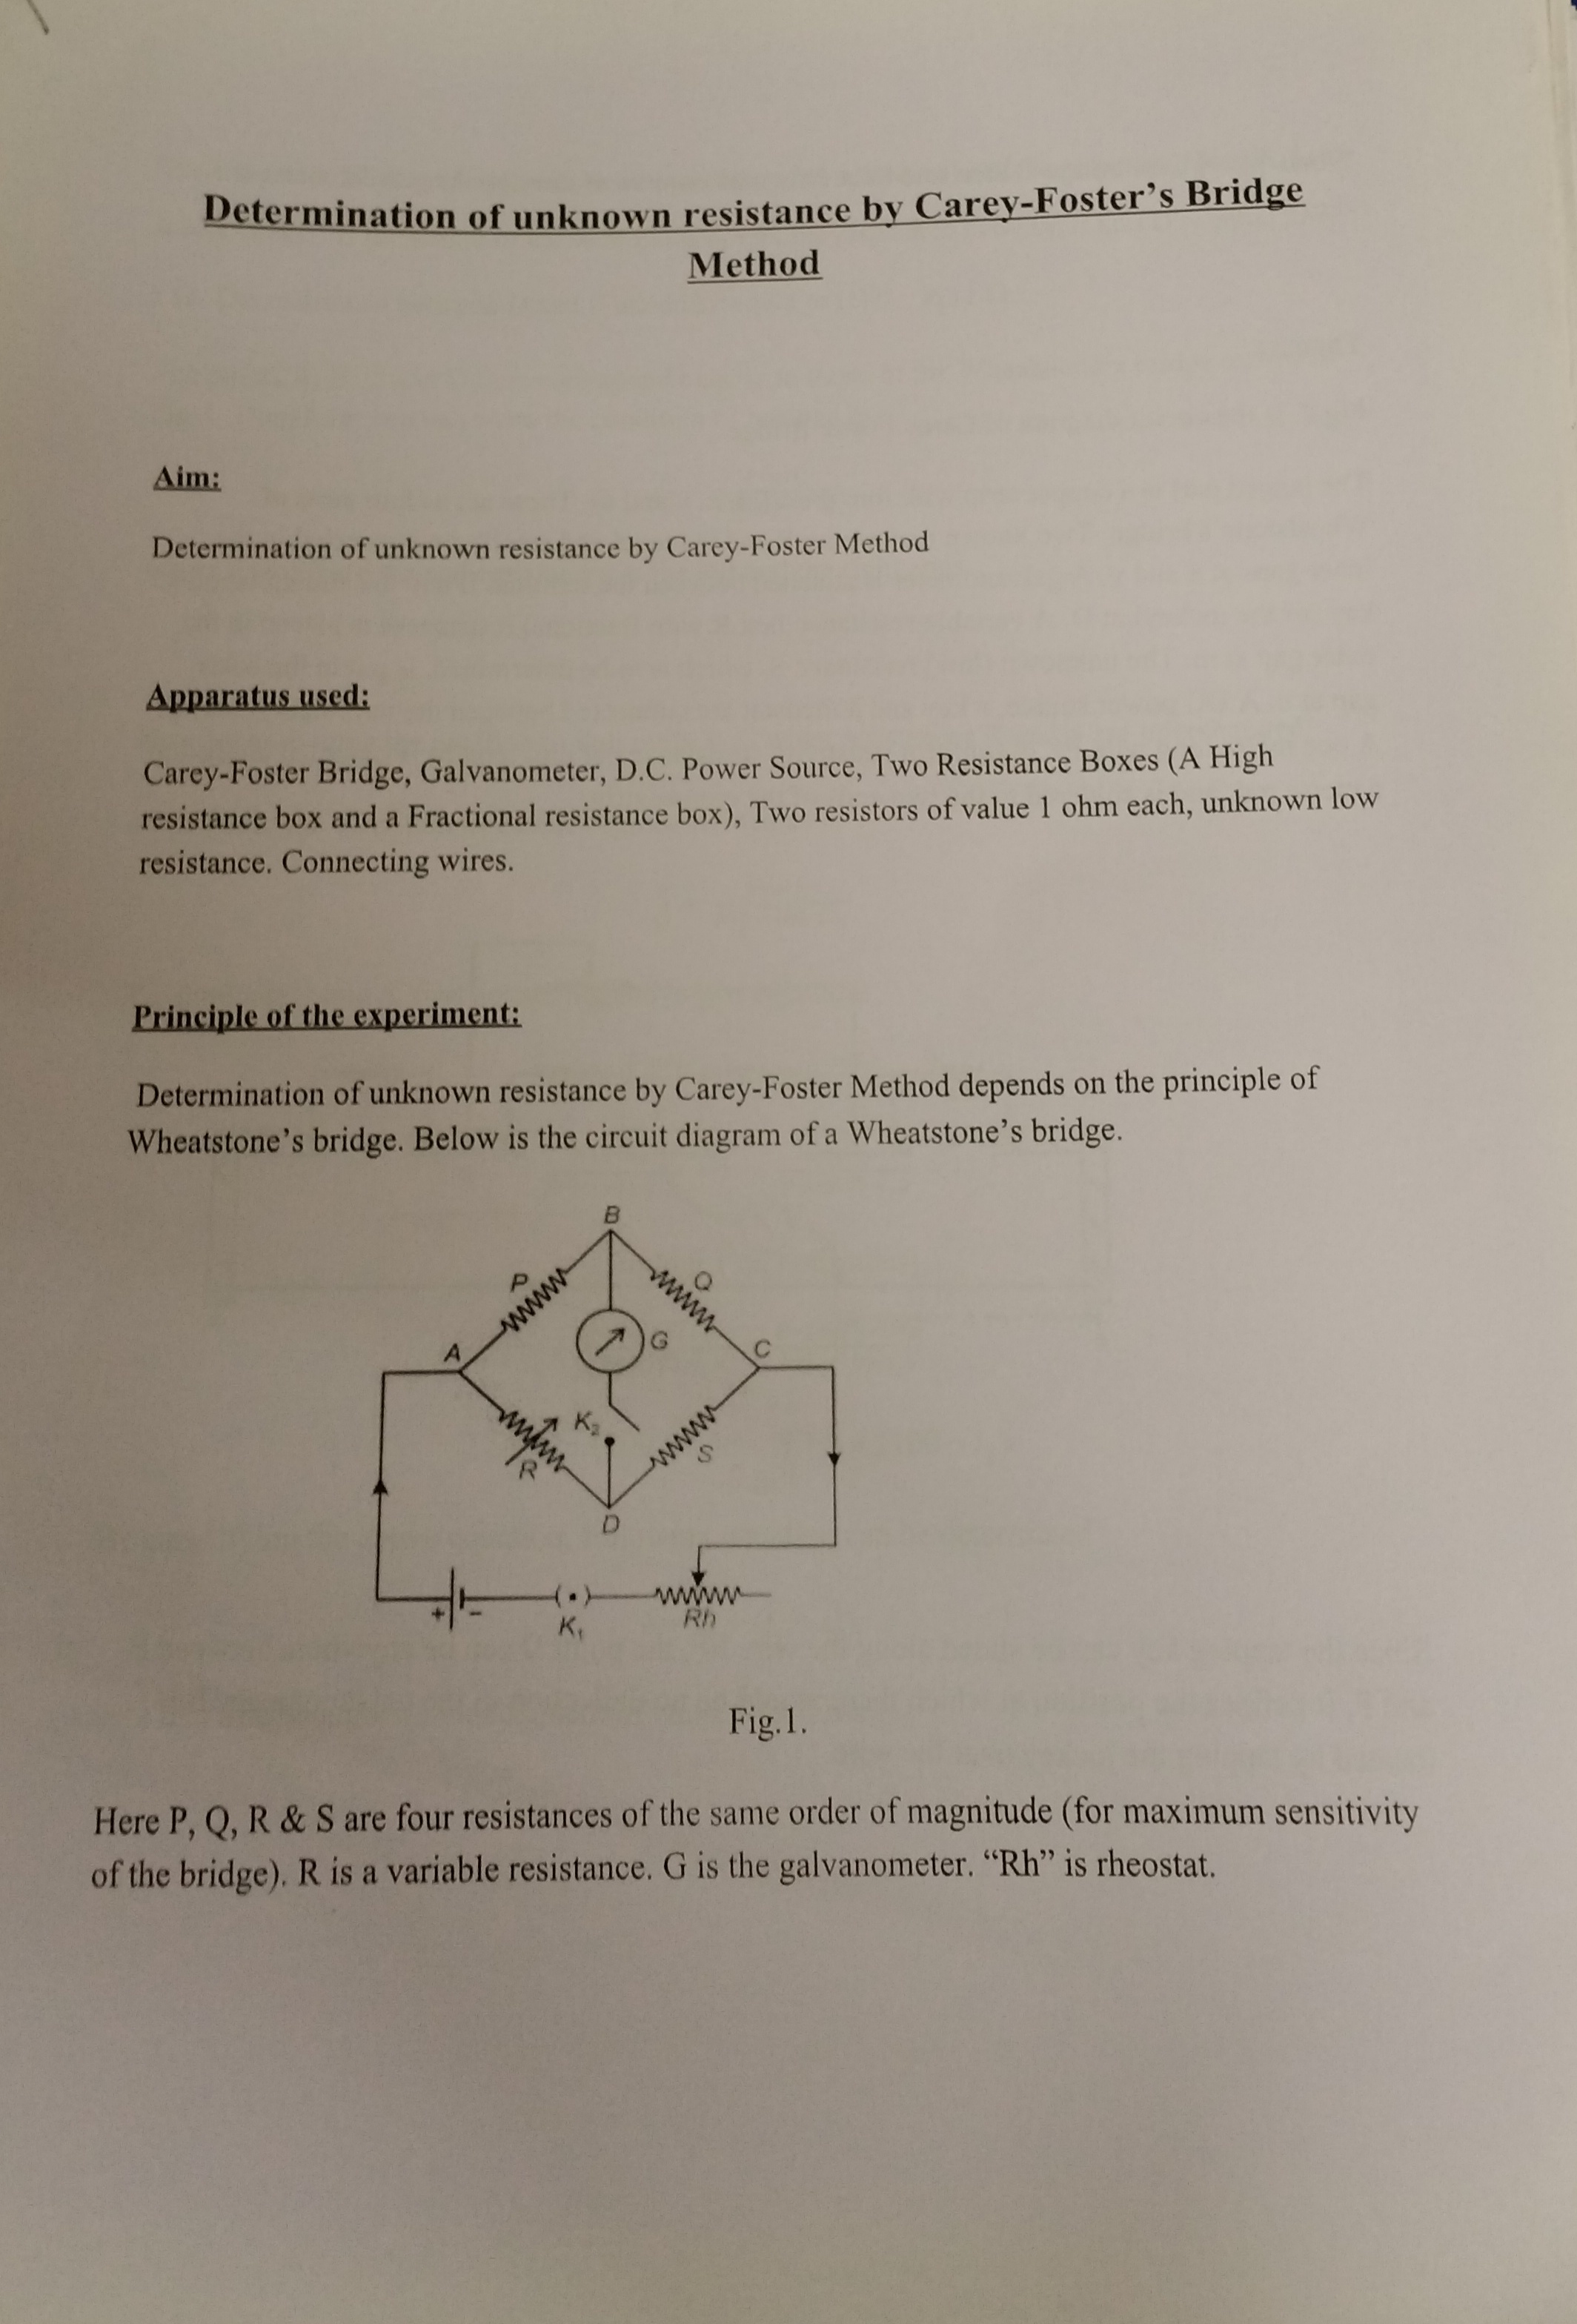 Determination of unknown resistance by Carey-Foster's Bridge
Method
Aim:
Determination of unknown resistance by Carey-Foster Method
Apparatus used:
Carey-Foster Bridge, Galvanometer, D.C. Power Source, Two Resistance Boxes (A High
resistance box and a Fractional resistance box), Two resistors of value 1 ohm each, unknown low
resistance. Connecting wires.
Principle of the experiment:
Determination of unknown resistance by Carey-Foster Method depends on the principle of
Wheatstone's bridge. Below is the circuit diagram of a Wheatstone's bridge.
B
P
Q
G
A
C
K₂
R
S
D
+
-
K₁
Rh
Fig.1.
Here P, Q, R & S are four resistances of the same order of magnitude (for maximum sensitivity
of the bridge). R is a variable resistance. G is the galvanometer. “Rh” is rheostat.